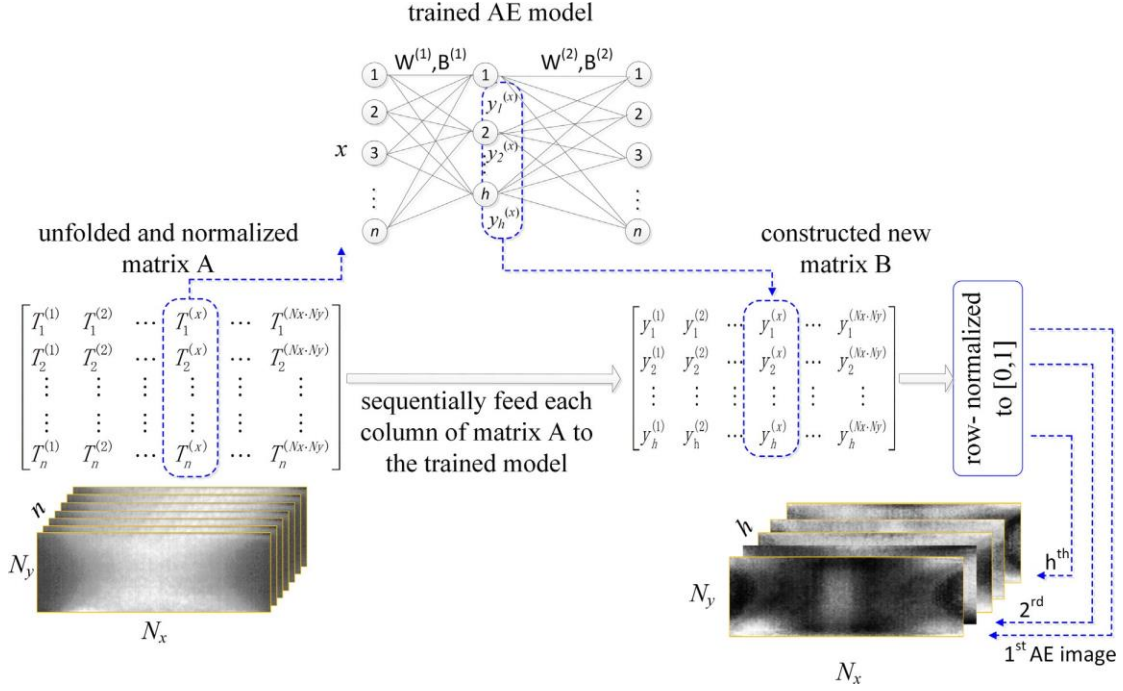 trained AE model
W⁽¹⁾,B⁽¹⁾ W⁽²⁾,B⁽²⁾
1 1 1
y₁⁽ˣ⁾
2 2 2
x 3 y₂⁽ˣ⁾ 3
⋮ h ⋮
n yₕ⁽ˣ⁾ n
unfolded and normalized
matrix A
constructed new
matrix B
T₁⁽¹⁾ T₁⁽²⁾ ⋯ T₁⁽ˣ⁾ ⋯ T₁⁽ᴺˣ·ᴺʸ⁾
T₂⁽¹⁾ T₂⁽²⁾ ⋯ T₂⁽ˣ⁾ ⋯ T₂⁽ᴺˣ·ᴺʸ⁾
⋮ ⋮ ⋮ ⋮ ⋮
⋮ ⋮ ⋮ ⋮ ⋮
Tₙ⁽¹⁾ Tₙ⁽²⁾ ⋯ Tₙ⁽ˣ⁾ ⋯ Tₙ⁽ᴺˣ·ᴺʸ⁾
sequentially feed each
column of matrix A to
the trained model
y₁⁽¹⁾ y₁⁽²⁾ ⋯ y₁⁽ˣ⁾ ⋯ y₁⁽ᴺˣ·ᴺʸ⁾
y₂⁽¹⁾ y₂⁽²⁾ ⋯ y₂⁽ˣ⁾ ⋯ y₂⁽ᴺˣ·ᴺʸ⁾
⋮ ⋮ ⋮ ⋮ ⋮
yₕ⁽¹⁾ yₕ⁽²⁾ ⋯ yₕ⁽ˣ⁾ ⋯ yₕ⁽ᴺˣ·ᴺʸ⁾
row- normalized
to [0,1]
n
N_y
N_x
h
N_y
N_x
hᵗʰ
2ʳᵈ
1ˢᵗ AE image